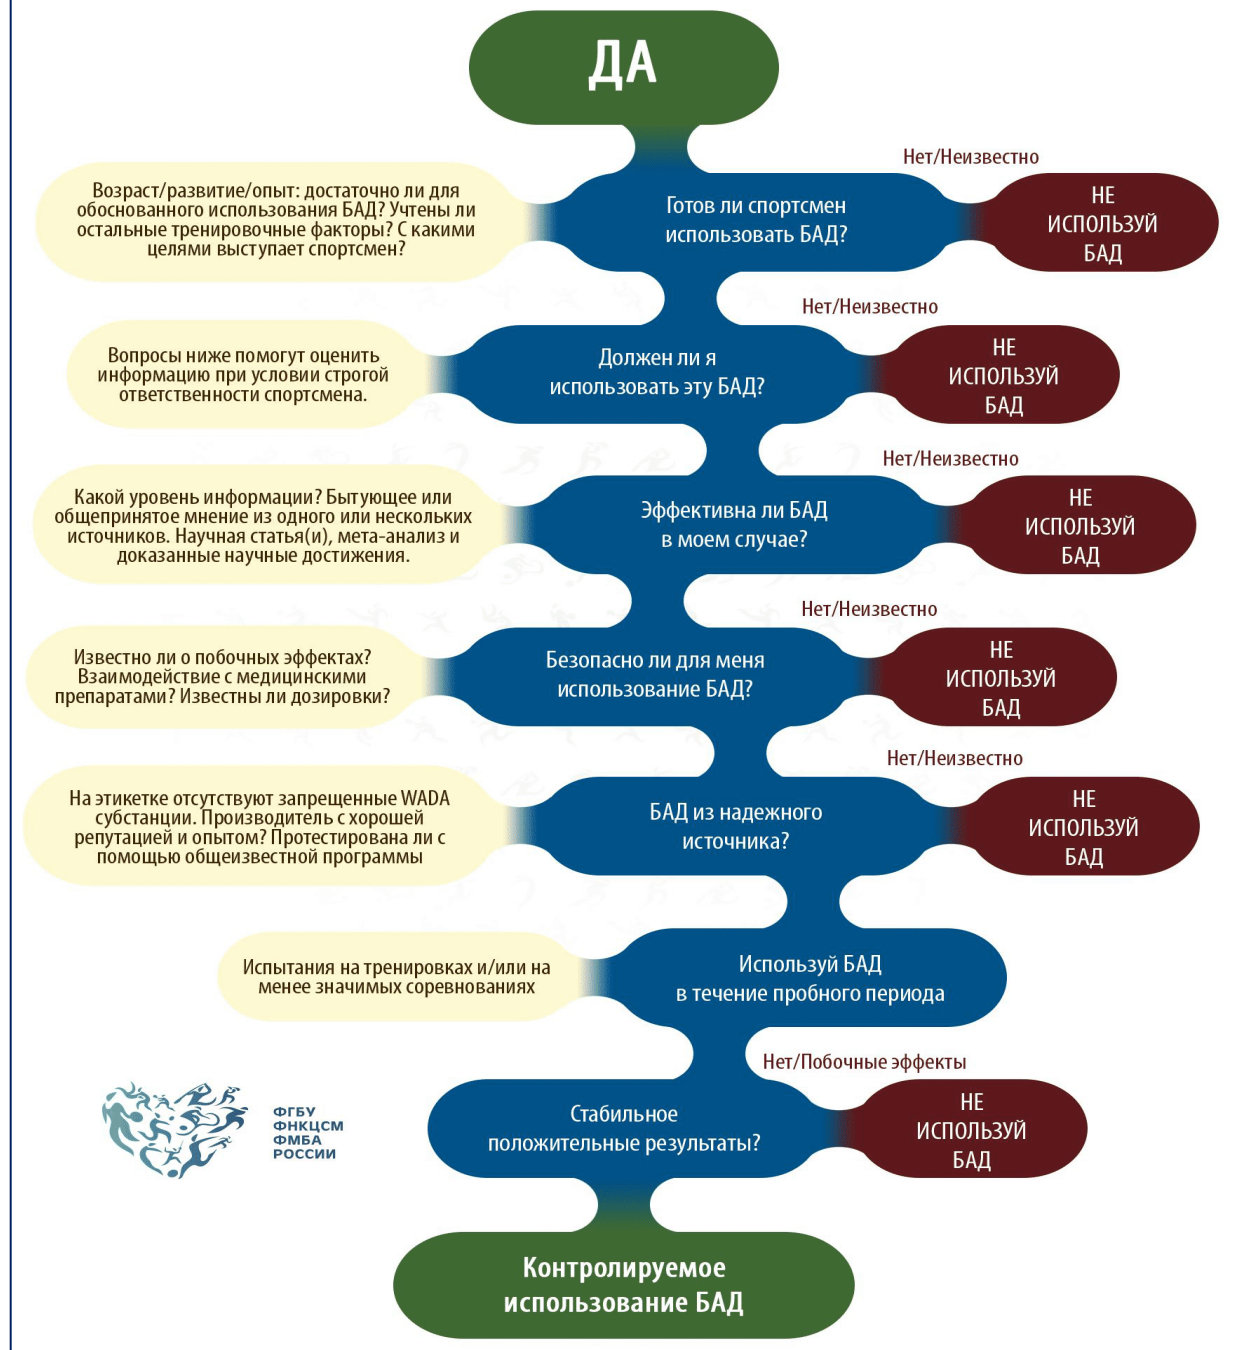 ДА
Нет/Неизвестно
Возраст/развитие/опыт: достаточно ли для
обоснованного использования БАД? Учтены ли
остальные тренировочные факторы? С какими
целями выступает спортсмен?
Готов ли спортсмен
использовать БАД?
НЕ
ИСПОЛЬЗУЙ
БАД
Нет/Неизвестно
Вопросы ниже помогут оценить
информацию при условии строгой
ответственности спортсмена.
Должен ли я
использовать эту БАД?
НЕ
ИСПОЛЬЗУЙ
БАД
Нет/Неизвестно
Какой уровень информации? Бытующее или
общепринятое мнение из одного или нескольких
источников. Научная статья(и), мета-анализ и
доказанные научные достижения.
Эффективна ли БАД
в моем случае?
НЕ
ИСПОЛЬЗУЙ
БАД
Нет/Неизвестно
Известно ли о побочных эффектах?
Взаимодействие с медицинскими
препаратами? Известны ли дозировки?
Безопасно ли для меня
использование БАД?
НЕ
ИСПОЛЬЗУЙ
БАД
Нет/Неизвестно
На этикетке отсутствуют запрещенные WADA
субстанции. Производитель с хорошей
репутацией и опытом? Протестирована ли с
помощью общеизвестной программы
БАД из надежного
источника?
НЕ
ИСПОЛЬЗУЙ
БАД
Испытания на тренировках и/или на
менее значимых соревнованиях
Используй БАД
в течение пробного периода
Нет/Побочные эффекты
ФГБУ
ФНКЦСМ
ФМБА
РОССИИ
Стабильное
положительные результаты?
НЕ
ИСПОЛЬЗУЙ
БАД
Контролируемое
использование БАД